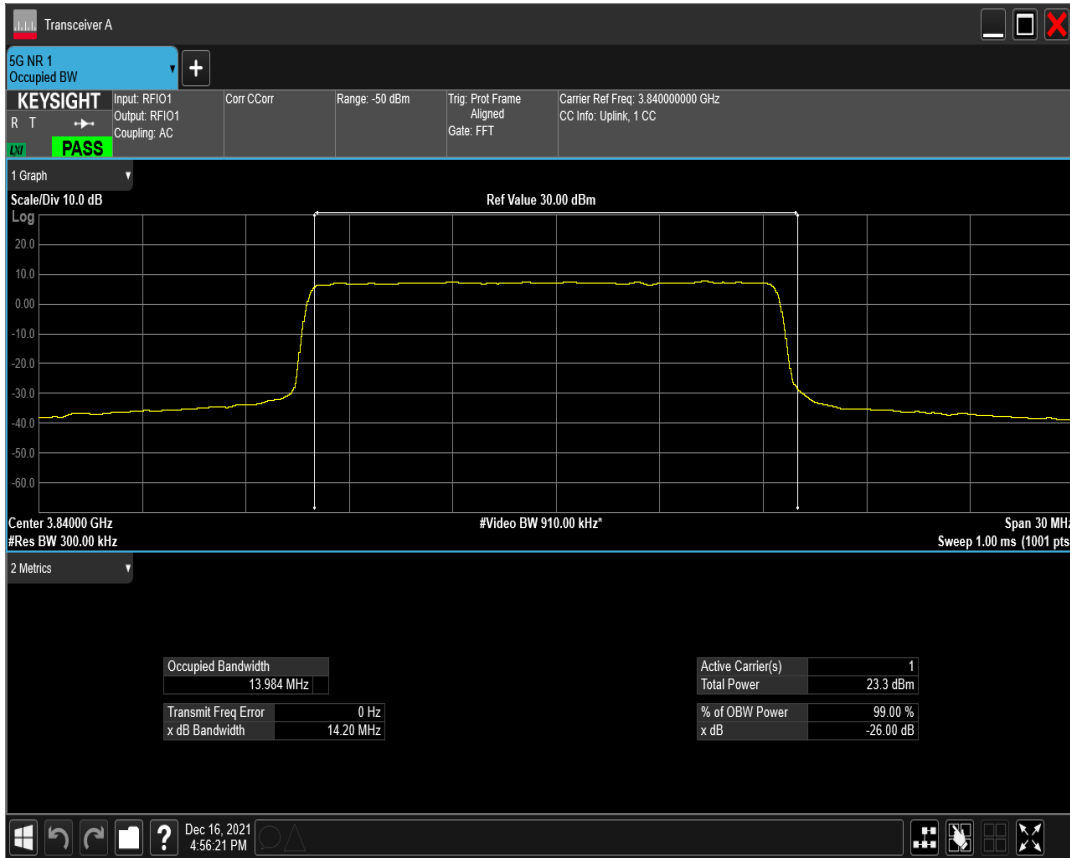 Transceiver A
5G NR 1
Occupied BW
KEYSIGHT
R T
LXI
PASS
Input: RFIO1
Output: RFIO1
Coupling: AC
Corr CCorr
Range: -50 dBm
Trig: Prot Frame
Aligned
Gate: FFT
Carrier Ref Freq: 3.840000000 GHz
CC Info: Uplink, 1 CC
1 Graph
Scale/Div 10.0 dB
Ref Value 30.00 dBm
Log
20.0
10.0
0.00
-10.0
-20.0
-30.0
-40.0
-50.0
-60.0
Center 3.84000 GHz
#Video BW 910.00 kHz*
Span 30 MHz
#Res BW 300.00 kHz
Sweep 1.00 ms (1001 pts
2 Metrics
Occupied Bandwidth
13.984 MHz
Transmit Freq Error 0 Hz
x dB Bandwidth 14.20 MHz
Active Carrier(s) 1
Total Power 23.3 dBm
% of OBW Power 99.00 %
x dB -26.00 dB
?
Dec 16, 2021
4:56:21 PM